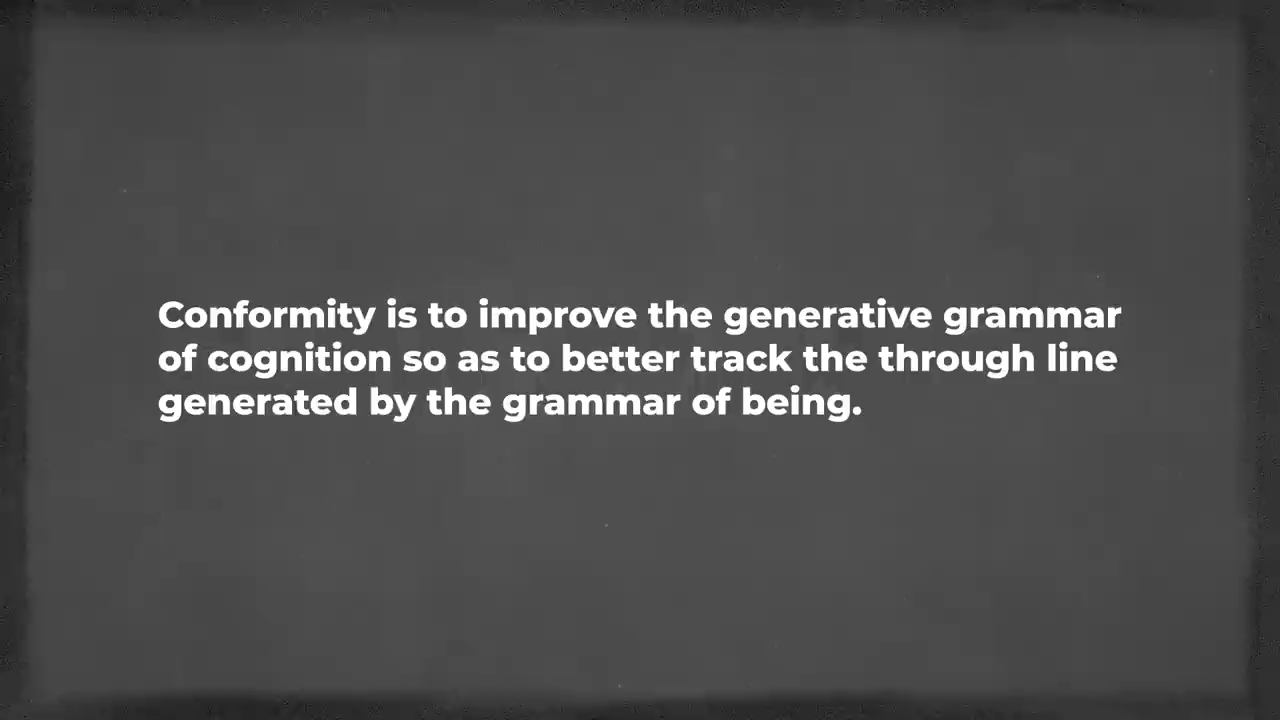 Conformity is to improve the generative grammar
of cognition so as to better track the through line
generated by the grammar of being.